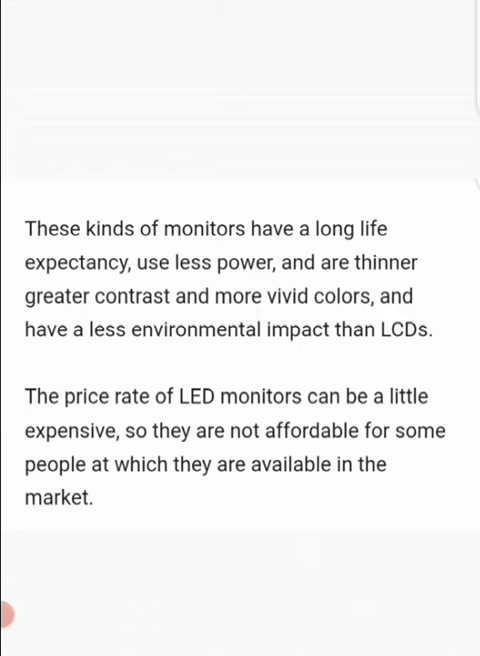 These kinds of monitors have a long life
expectancy, use less power, and are thinner
greater contrast and more vivid colors, and
have a less environmental impact than LCDs.
The price rate of LED monitors can be a little
expensive, so they are not affordable for some
people at which they are available in the
market.